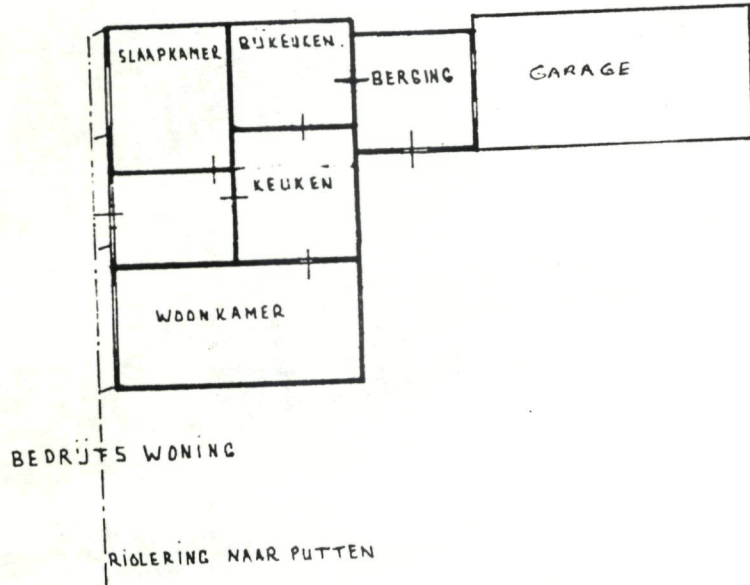 SLAAPKAMER
BIJKEUKEN.
BERGING
GARAGE
KEUKEN
WOONKAMER
BEDRIJFS WONING
RIOLERING NAAR PUTTEN